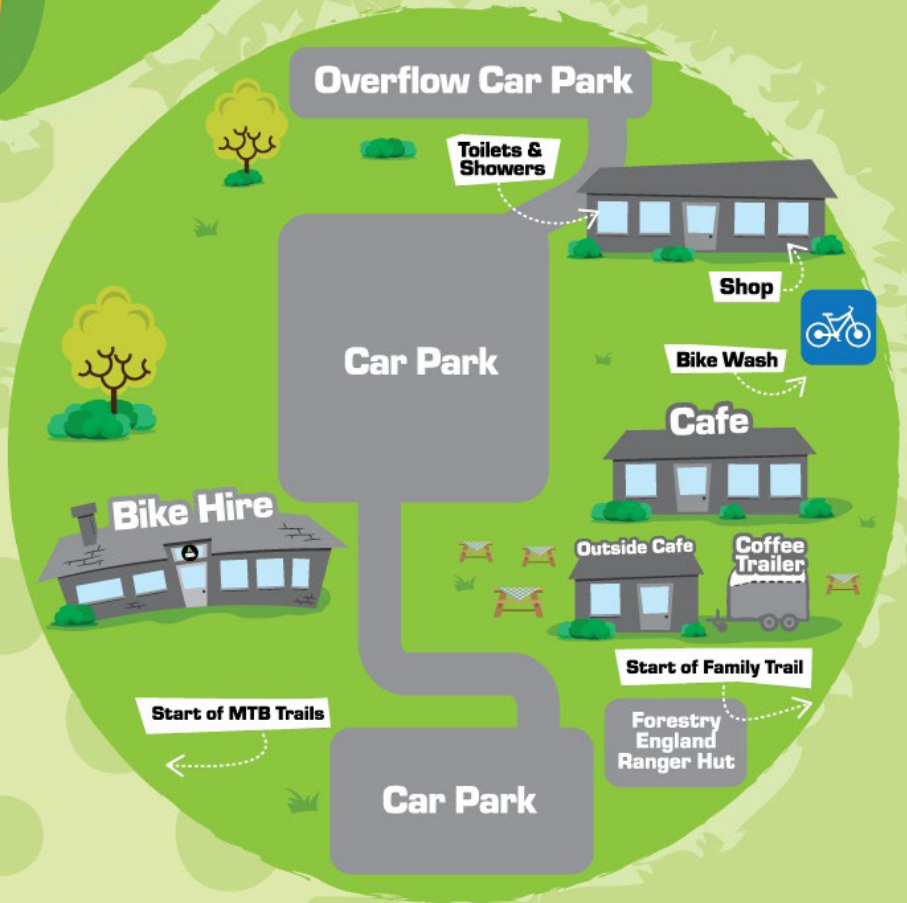 Overflow Car Park
Toilets &
Showers
Shop
Car Park
Bike Wash
Cafe
Bike Hire
Outside Cafe
Coffee
Trailer
Start of Family Trail
Start of MTB Trails
Forestry
England
Ranger Hut
Car Park